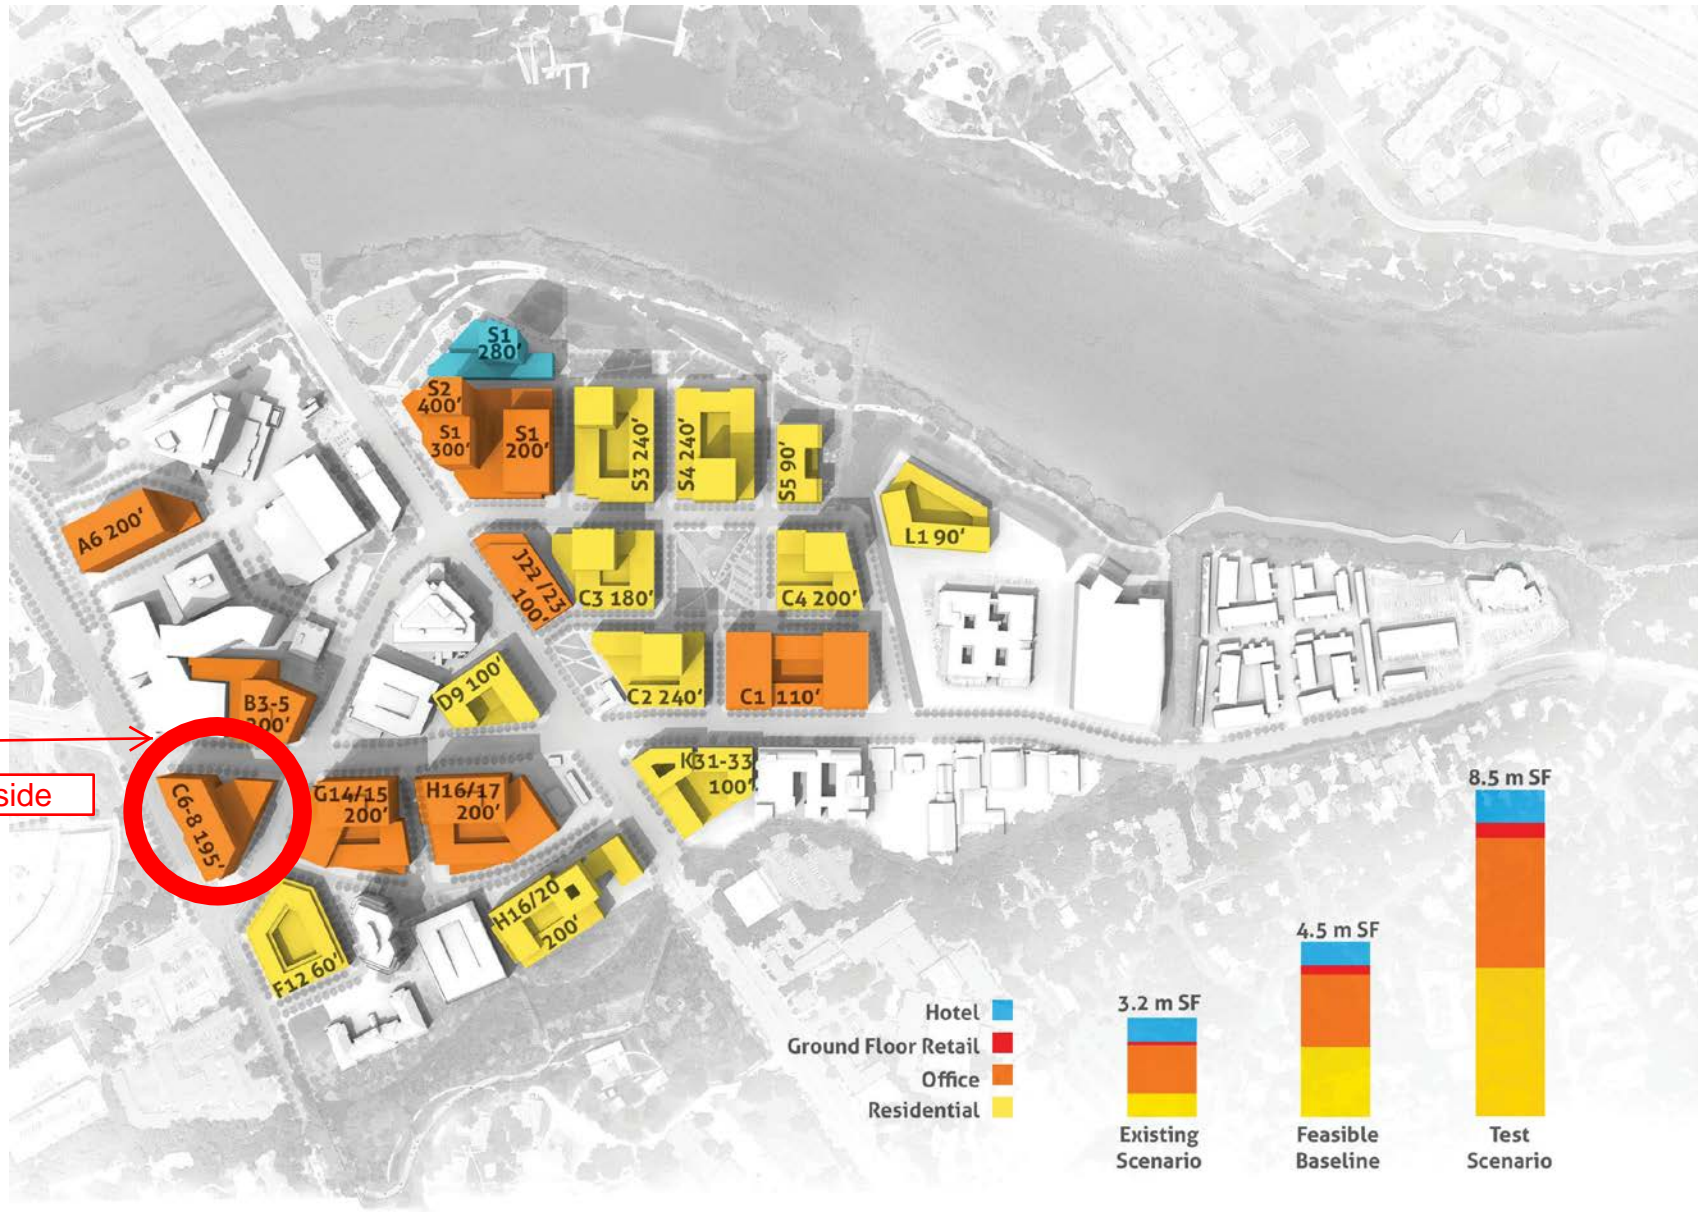 S1
280'
S2
400'
S1
300'
S1
200'
S3 240'
S4 240'
S5 90'
A6 200'
L1 90'
J22 /23
100'
C3 180'
C4 200'
D9 100'
C2 240'
C1 110'
B3-5
200'
side
C6-8 195'
G14/15
200'
H16/17
200'
K31-33
100'
H16/20
200'
F12 60'
Hotel
Ground Floor Retail
Office
Residential
3.2 m SF
4.5 m SF
8.5 m SF
Existing
Scenario
Feasible
Baseline
Test
Scenario